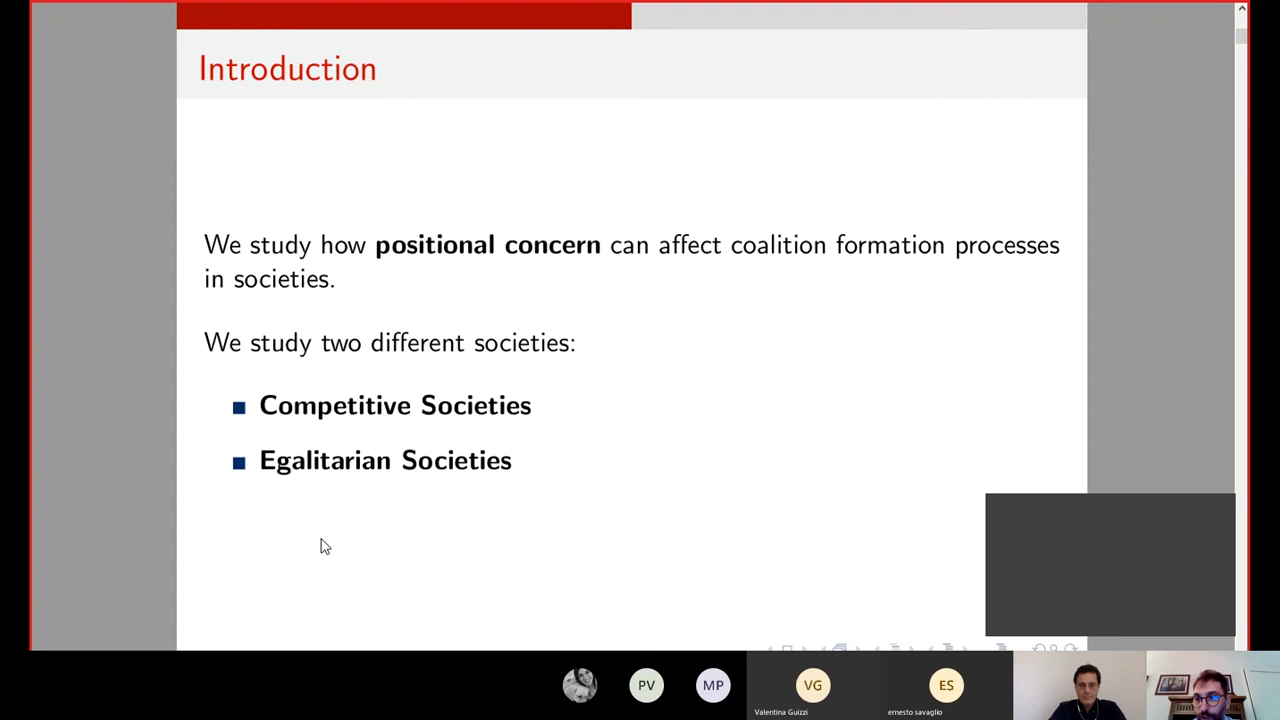 Introduction
We study how positional concern can affect coalition formation processes
in societies.
We study two different societies:
Competitive Societies
Egalitarian Societies
PV
MP
VG
ES
Valentina Guizzi
ernesto savaglio